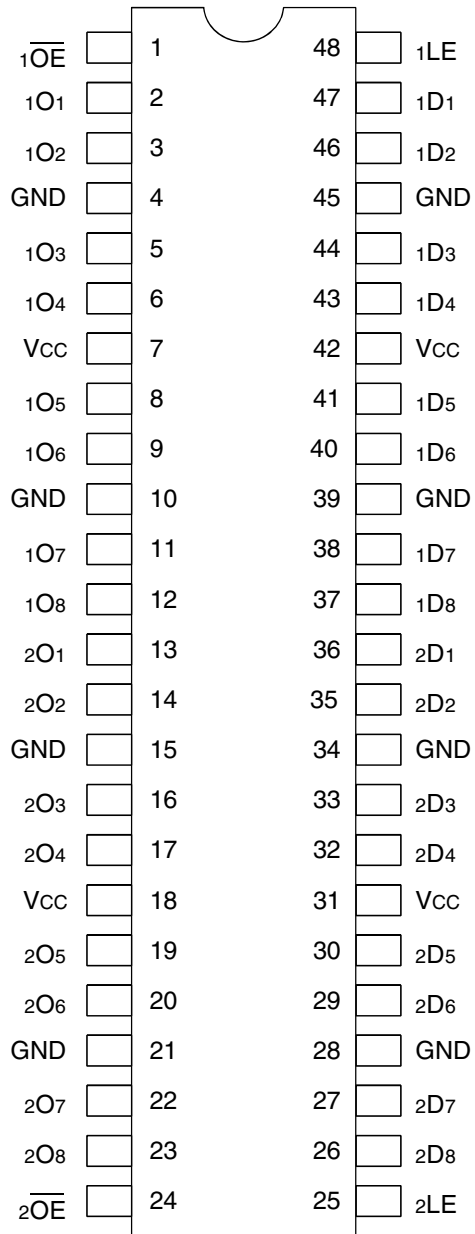 1OE 1 48 1LE
1O1 2 47 1D1
1O2 3 46 1D2
GND 4 45 GND
1O3 5 44 1D3
1O4 6 43 1D4
VCC 7 42 VCC
1O5 8 41 1D5
1O6 9 40 1D6
GND 10 39 GND
1O7 11 38 1D7
1O8 12 37 1D8
2O1 13 36 2D1
2O2 14 35 2D2
GND 15 34 GND
2O3 16 33 2D3
2O4 17 32 2D4
VCC 18 31 VCC
2O5 19 30 2D5
2O6 20 29 2D6
GND 21 28 GND
2O7 22 27 2D7
2O8 23 26 2D8
2OE 24 25 2LE